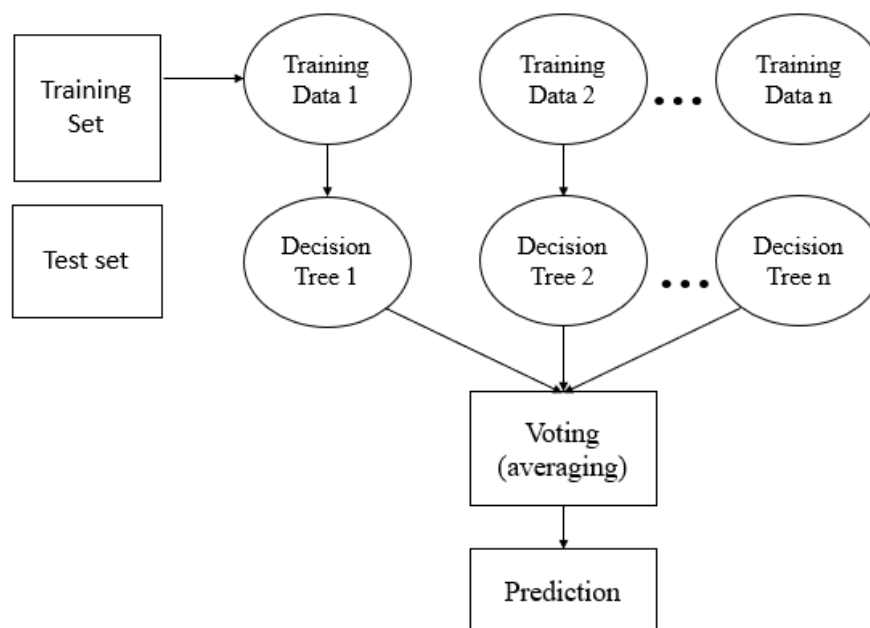 Training
Set
Training
Data 1
Training
Data 2
...
Training
Data n
Test set
Decision
Tree 1
Decision
Tree 2
...
Decision
Tree n
Voting
(averaging)
Prediction